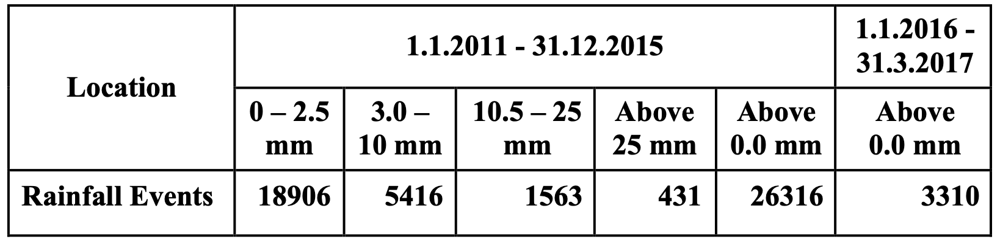 Location
1.1.2011 - 31.12.2015
1.1.2016 -
31.3.2017
0 – 2.5
mm
3.0 –
10 mm
10.5 – 25
mm
Above
25 mm
Above
0.0 mm
Above
0.0 mm
Rainfall Events 18906 5416 1563 431 26316 3310